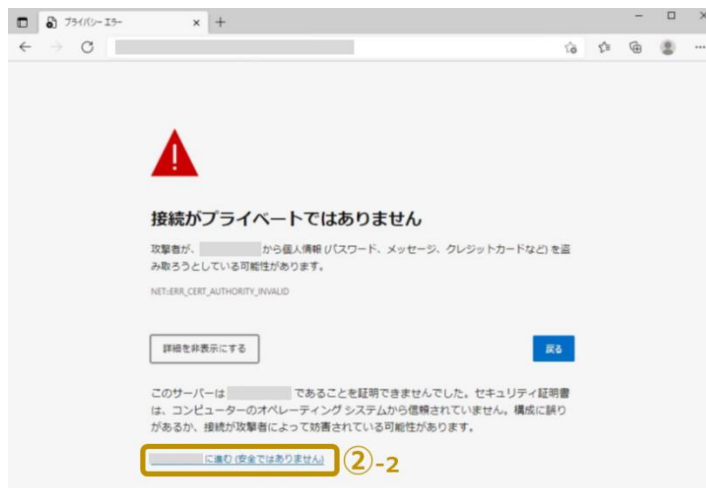 プライバシー エラー
接続がプライベートではありません
攻撃者が、 から個人情報 (パスワード、メッセージ、クレジットカードなど) を盗
み取ろうとしている可能性があります。
NET::ERR_CERT_AUTHORITY_INVALID
詳細を非表示にする
戻る
このサーバーは であることを証明できませんでした。セキュリティ証明書
は、コンピューターのオペレーティング システムから信頼されていません。構成に誤り
があるか、接続が攻撃者によって妨害されている可能性があります。
に進む (安全ではありません)
②-2